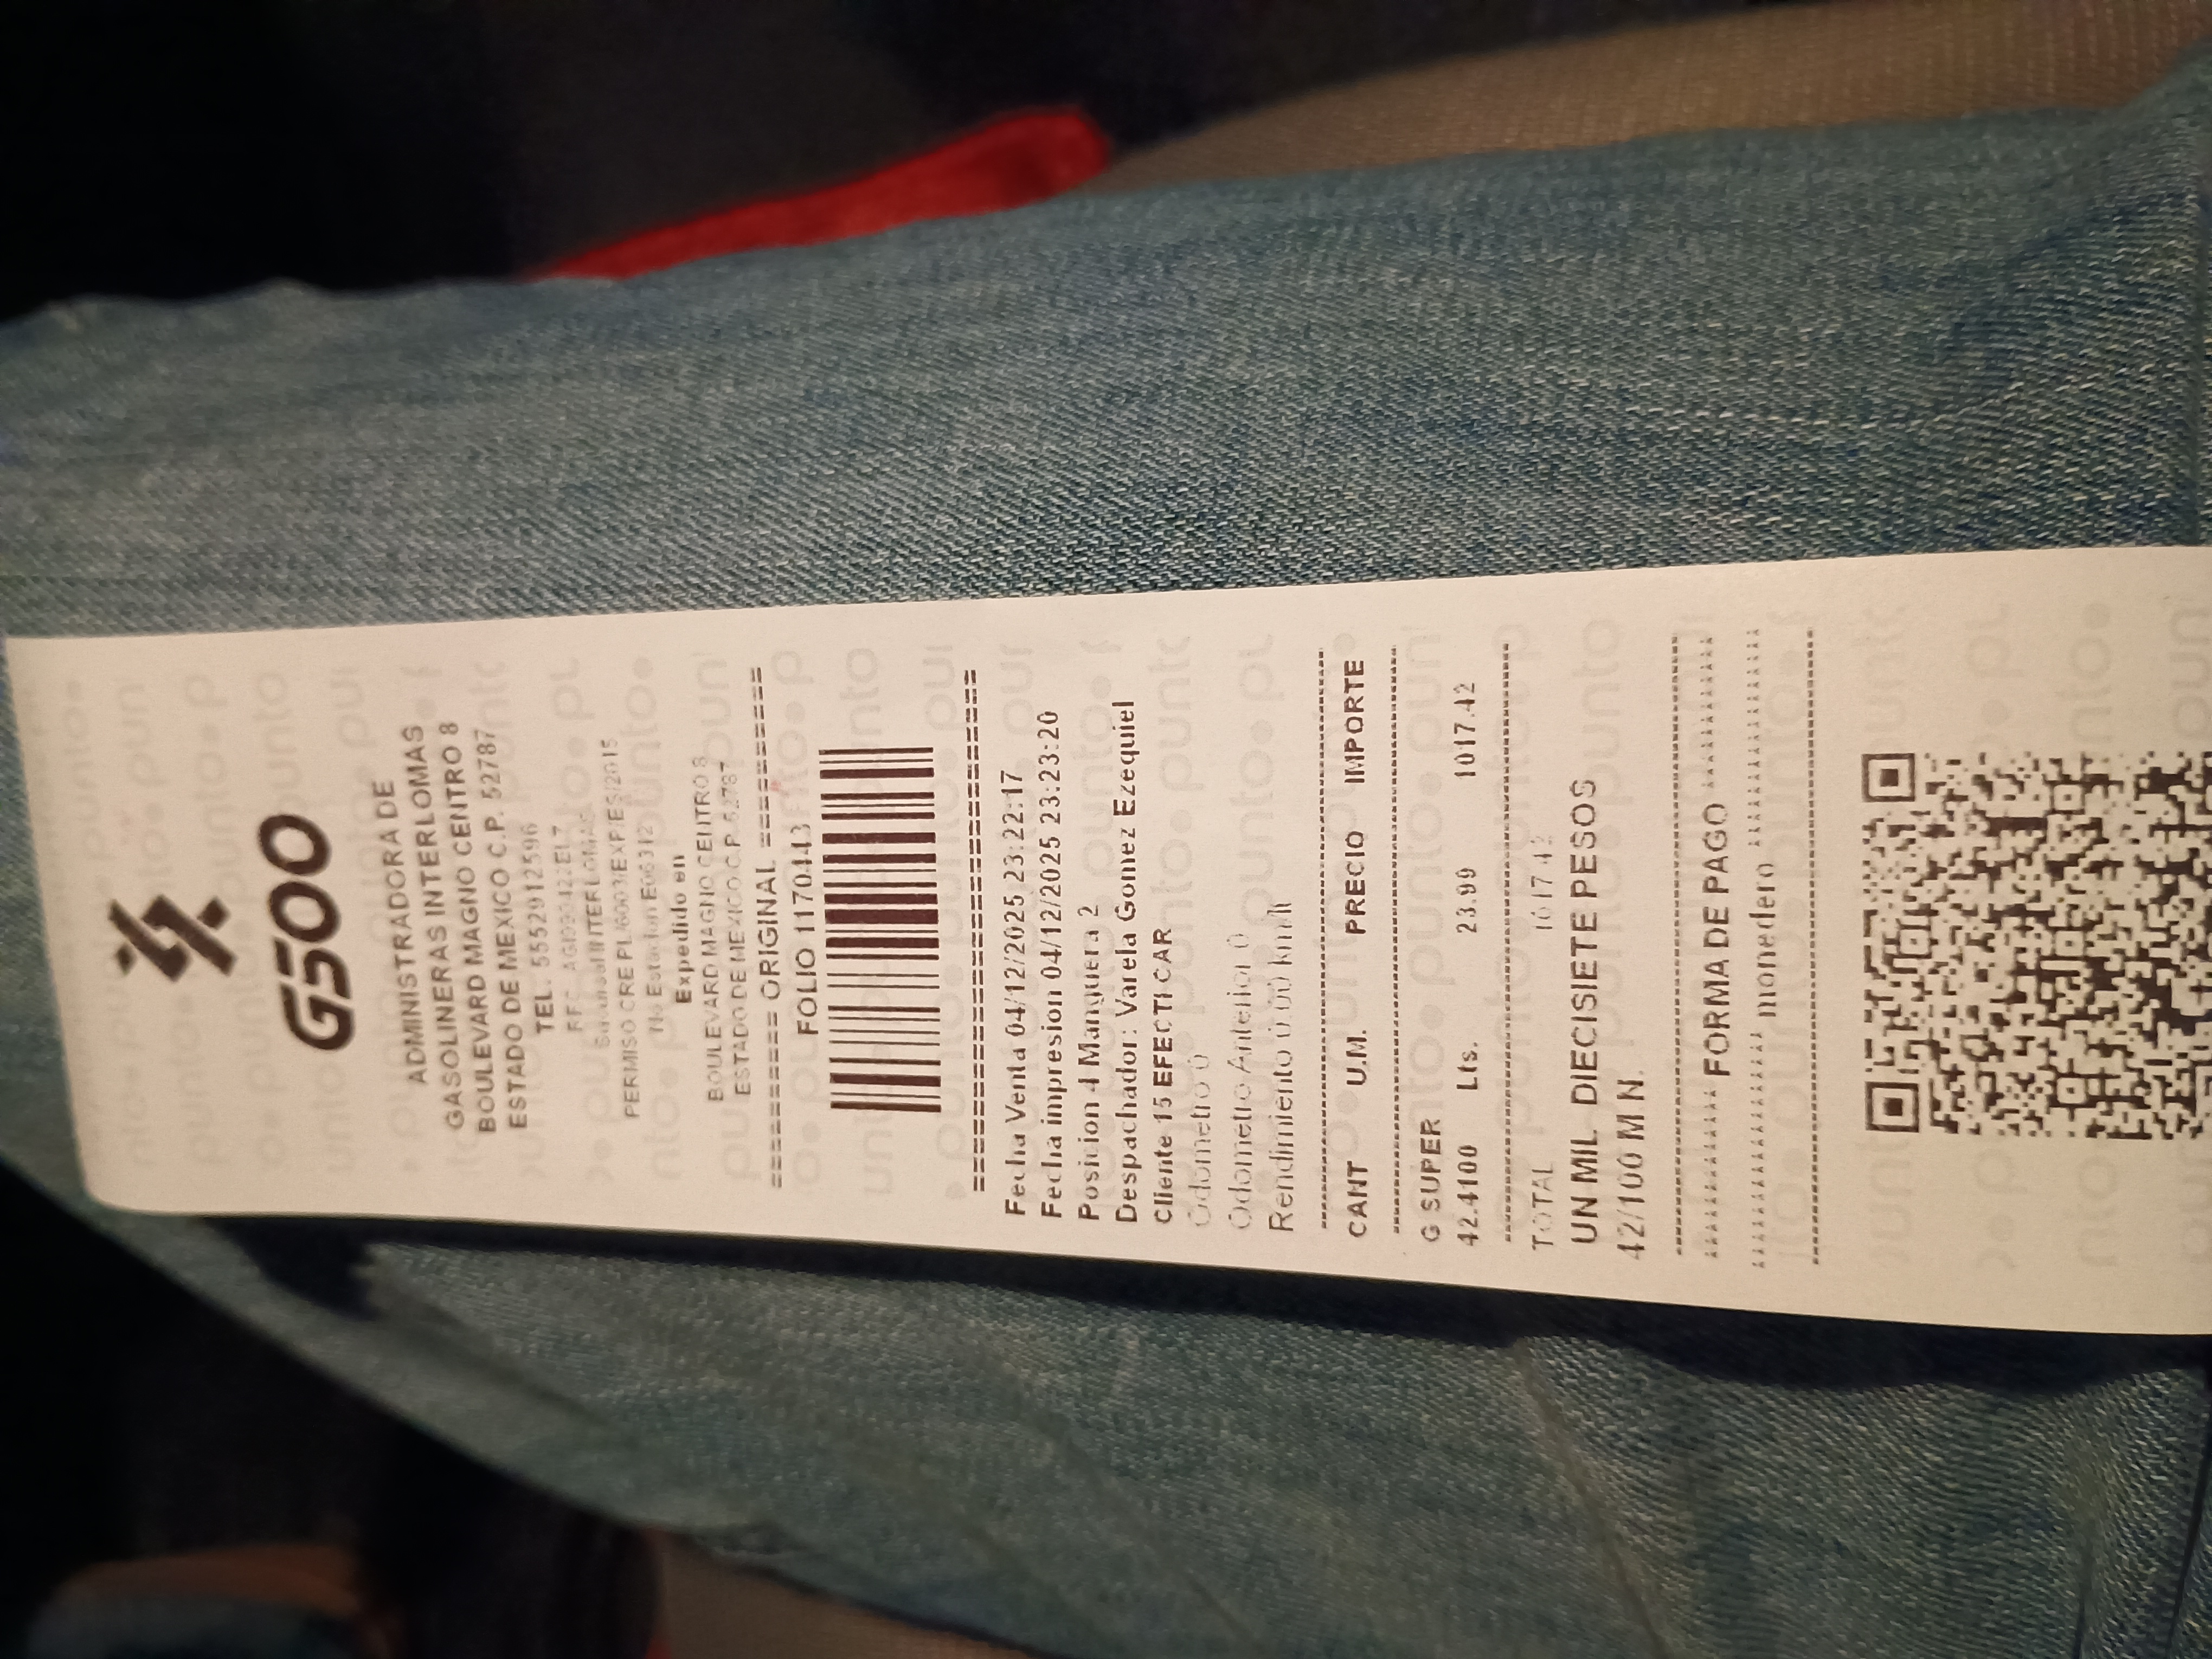 G500
ADMINISTRADORA DE
GASOLINERAS INTERLOMAS
BOULEVARD MAGNO CENTRO 8
ESTADO DE MEXICO C.P. 52787
TEL. 5552912596
Sucursal INTERLOMAS
Expedido en
BOULEVARD MAGNO CENTRO 8
ESTADO DE MEXICO C.P. 52787
======= ORIGINAL =======
FOLIO 1170443
Fecha Venta 04/12/2025 23:22:17
Fecha impresion 04/12/2025 23:23:20
Posicion 4 Manguera 2
Despachador: Varela Gomez Ezequiel
Cliente 15 EFECTICAR
Odometro 0
Odometro Anterior 0
Rendimiento 0.00 km/lt
CANT U.M. PRECIO IMPORTE
G SUPER
42.4100 Lts. 23.99 1017.42
TOTAL 1017.42
UN MIL DIECISIETE PESOS
42/100 M.N.
FORMA DE PAGO
monedero